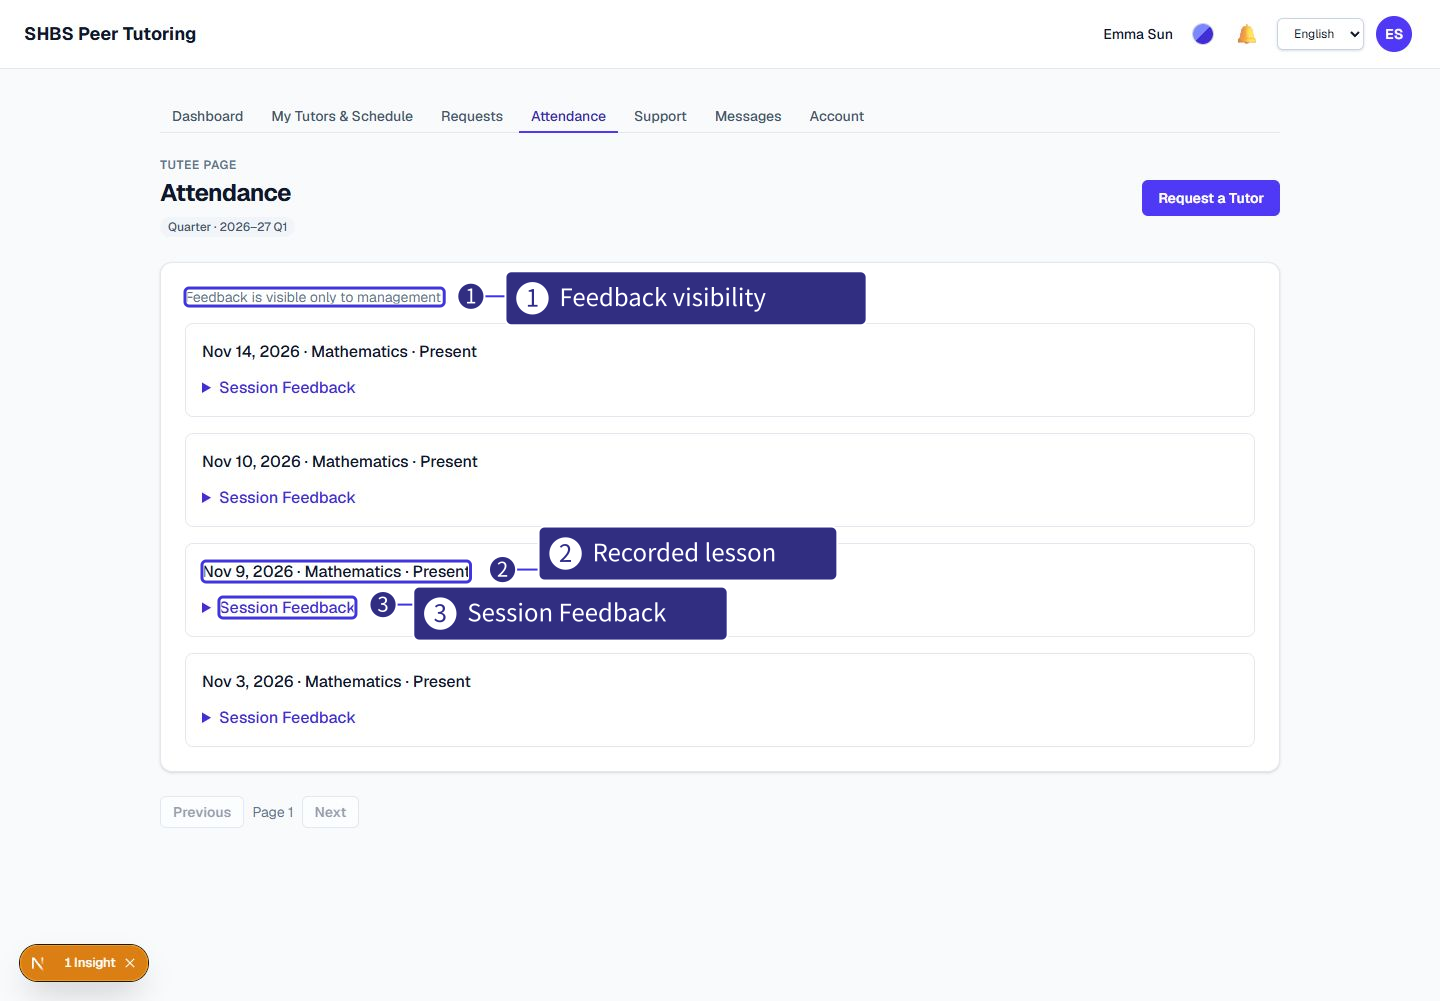 SHBS Peer Tutoring
Emma Sun
English
ES
Dashboard
My Tutors & Schedule
Requests
Attendance
Support
Messages
Account
TUTEE PAGE
Attendance
Request a Tutor
Quarter · 2026–27 Q1
Feedback is visible only to management.
1
1 Feedback visibility
Nov 14, 2026 · Mathematics · Present
Session Feedback
Nov 10, 2026 · Mathematics · Present
Session Feedback
Nov 9, 2026 · Mathematics · Present
2
2 Recorded lesson
Session Feedback
3
3 Session Feedback
Nov 3, 2026 · Mathematics · Present
Session Feedback
Previous
Page 1
Next
N
1 Insight